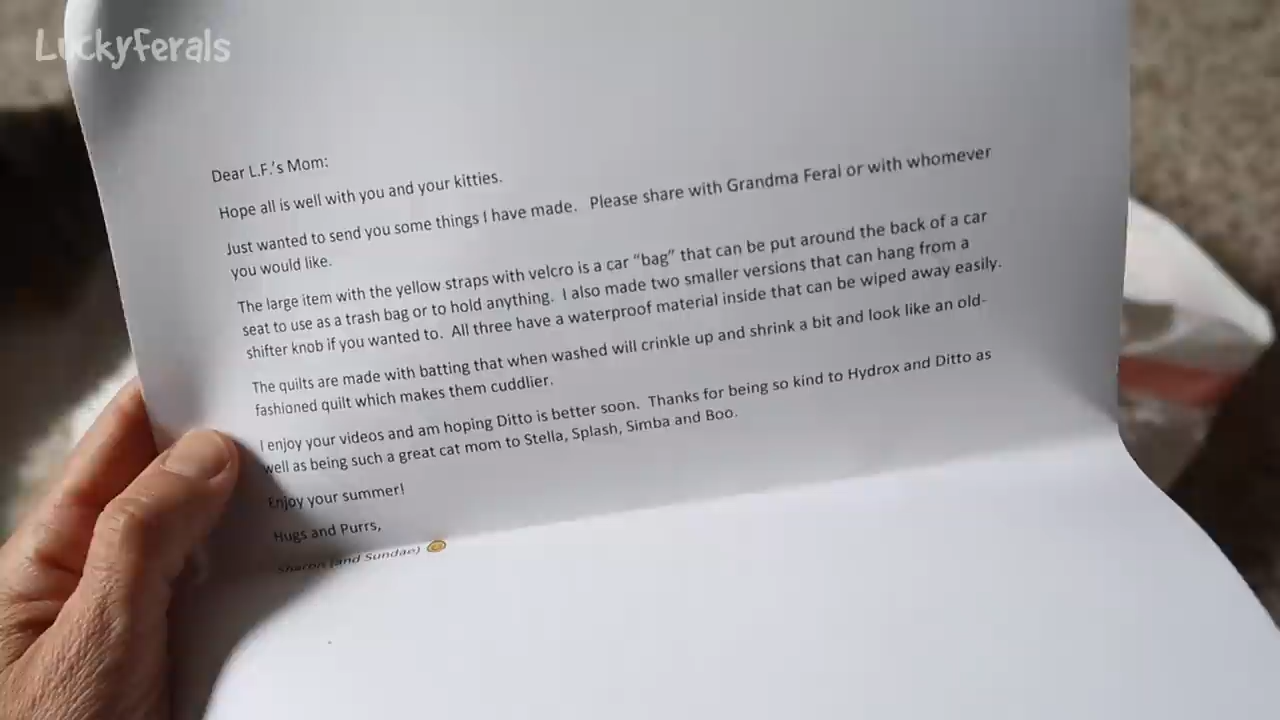 LuckyFerals
Dear L.F.'s Mom:
Hope all is well with you and your kitties.
Just wanted to send you some things I have made. Please share with Grandma Feral or with whomever
you would like.
The large item with the yellow straps with velcro is a car “bag” that can be put around the back of a car
seat to use as a trash bag or to hold anything. I also made two smaller versions that can hang from a
shifter knob if you wanted to. All three have a waterproof material inside that can be wiped away easily.
The quilts are made with batting that when washed will crinkle up and shrink a bit and look like an old-
fashioned quilt which makes them cuddlier.
I enjoy your videos and am hoping Ditto is better soon. Thanks for being so kind to Hydrox and Ditto as
well as being such a great cat mom to Stella, Splash, Simba and Boo.
Enjoy your summer!
Hugs and Purrs,
Sharon (and Sundae)